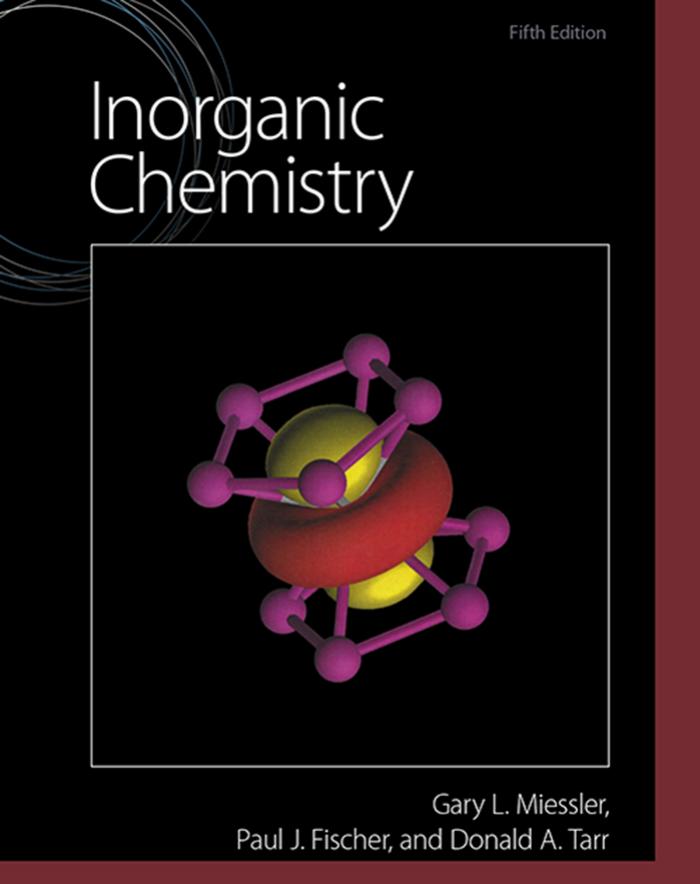 Fifth Edition
Inorganic
Chemistry
Gary L. Miessler,
Paul J. Fischer, and Donald A. Tarr